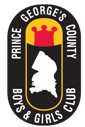 PRINCE GEORGE'S COUNTY
BOYS & GIRLS CLUB